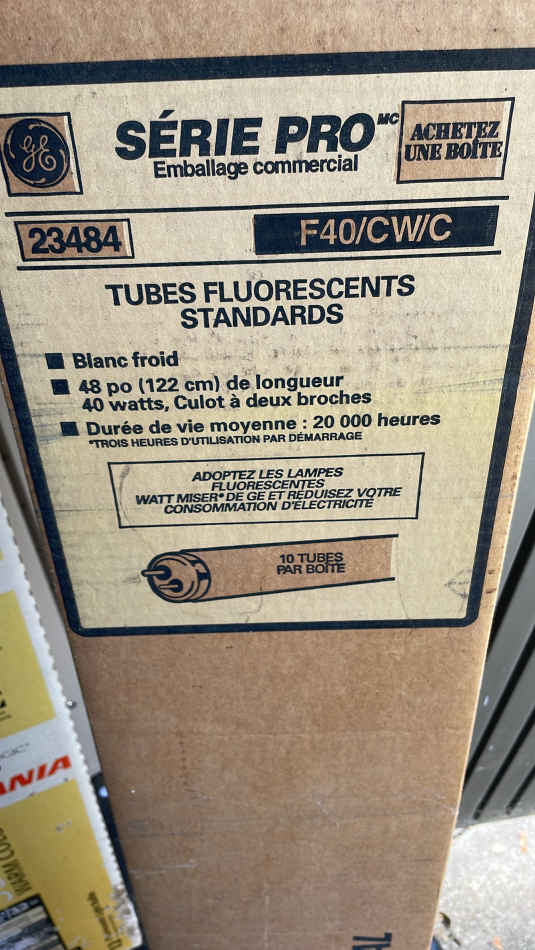 GE
SÉRIE PRO MC
Emballage commercial
ACHETEZ
UNE BOÎTE
23484
F40/CW/C
TUBES FLUORESCENTS
STANDARDS
■ Blanc froid
■ 48 po (122 cm) de longueur
40 watts, Culot à deux broches
■ Durée de vie moyenne : 20 000 heures
*TROIS HEURES D'UTILISATION PAR DÉMARRAGE
ADOPTEZ LES LAMPES
FLUORESCENTES
WATT MISER* DE GE ET RÉDUISEZ VOTRE
CONSOMMATION D'ÉLECTRICITÉ
10 TUBES
PAR BOÎTE
ANIA